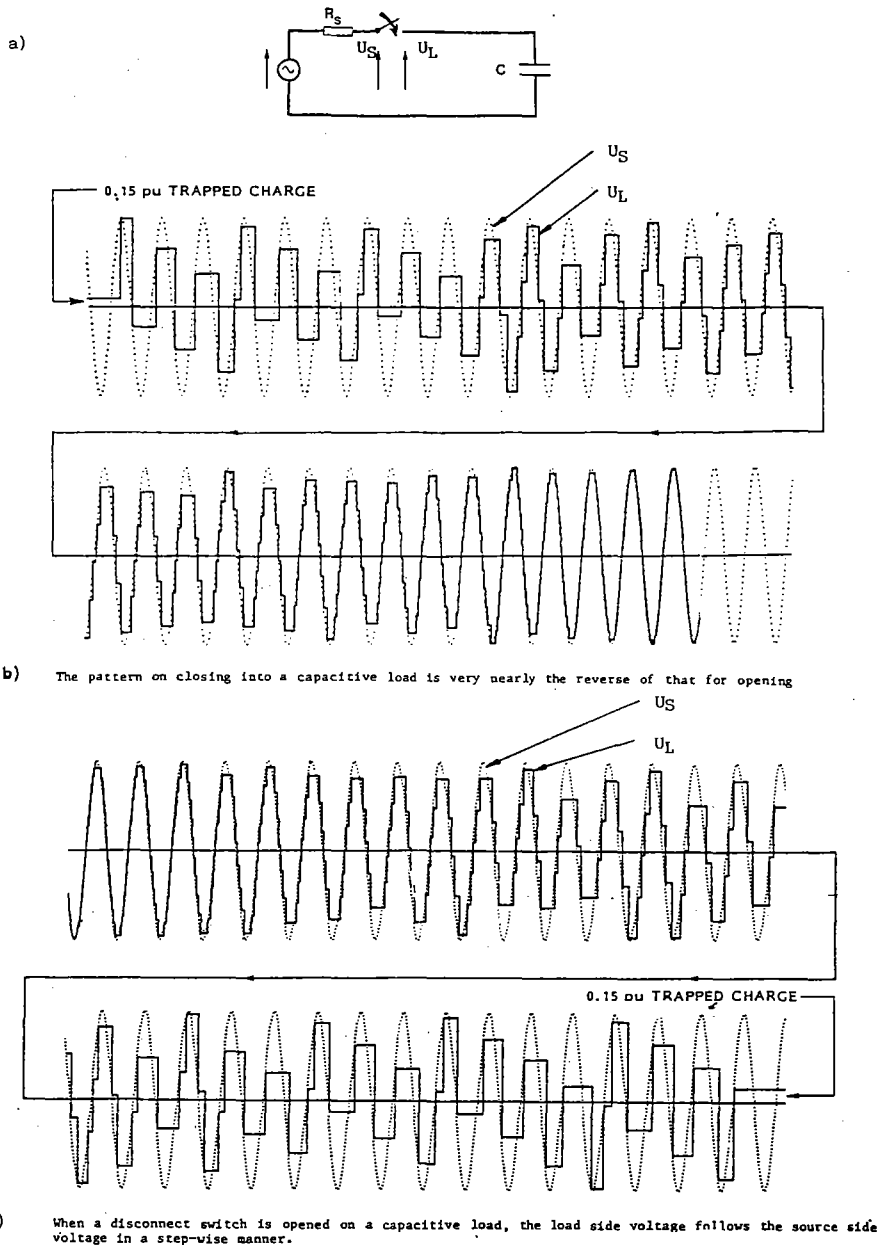 a)
R_s
U_S
U_L
C
U_S
0.15 pu TRAPPED CHARGE
U_L
b) The pattern on closing into a capacitive load is very nearly the reverse of that for opening
U_S
U_L
0.15 pu TRAPPED CHARGE
) When a disconnect switch is opened on a capacitive load, the load side voltage follows the source side
voltage in a step-wise manner.